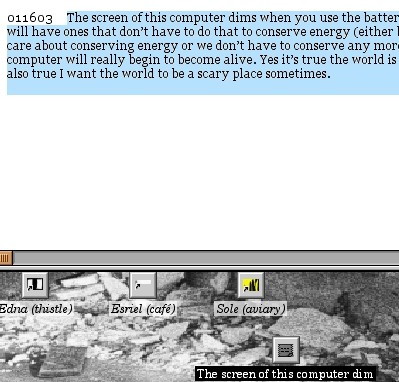 011603 The screen of this computer dims when you use the batter
will have ones that don't have to do that to conserve energy (either
care about conserving energy or we don't have to conserve any mor
computer will really begin to become alive. Yes it's true the world is
also true I want the world to be a scary place sometimes.
Edna (thistle) Esriel (café) Sole (aviary)
The screen of this computer dim